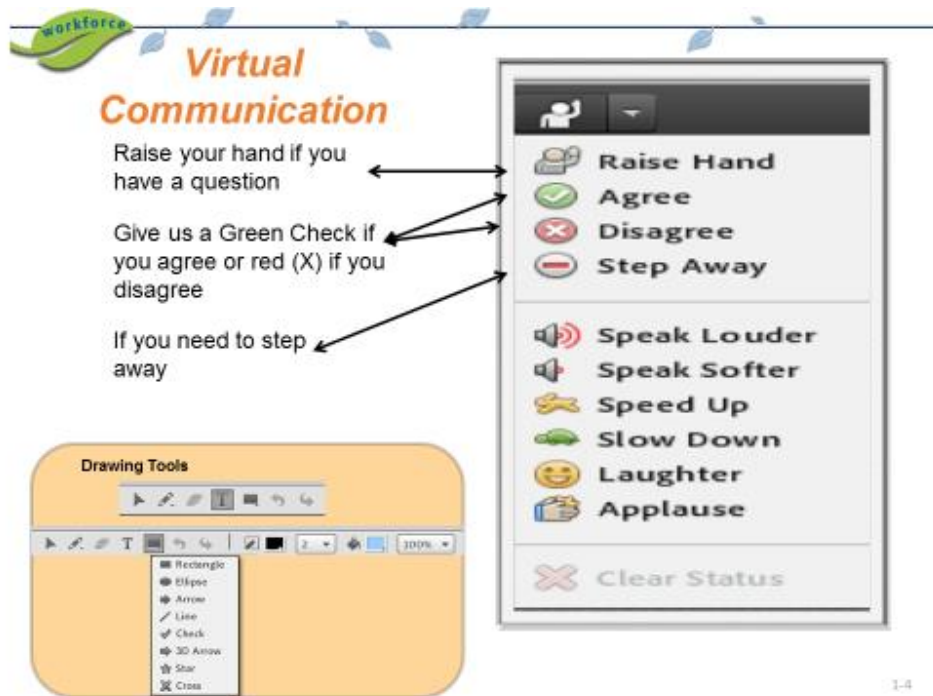 workforce
Virtual
Communication
Raise your hand if you
have a question
Give us a Green Check if
you agree or red (X) if you
disagree
If you need to step
away
Raise Hand
Agree
Disagree
Step Away
Speak Louder
Speak Softer
Speed Up
Slow Down
Laughter
Applause
Clear Status
Drawing Tools
T
T 2 100%
Rectangle
Ellipse
Arrow
Line
Check
3D Arrow
Star
Cross
1-4